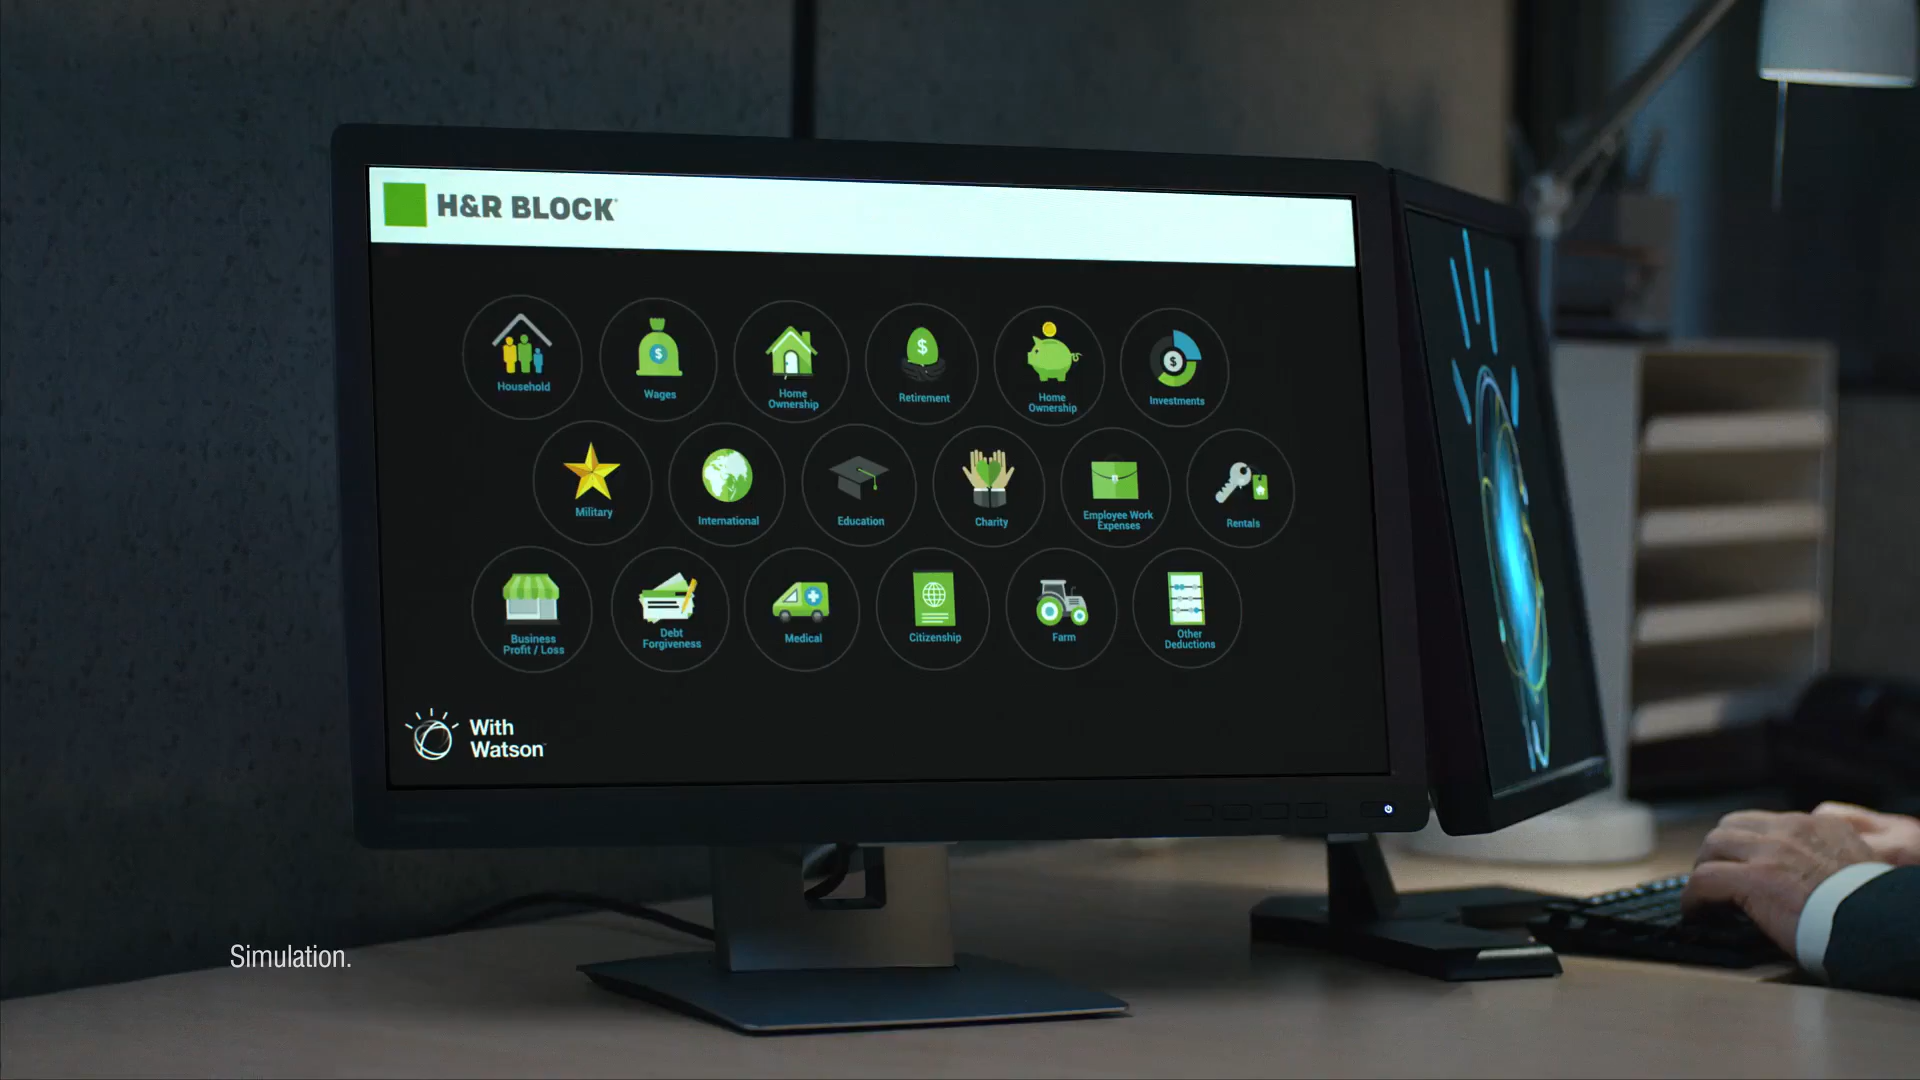 H&R BLOCK
Household
Wages
Home
Ownership
Retirement
Home
Ownership
Investments
Military
International
Education
Charity
Employee Work
Expenses
Rentals
Business
Profit / Loss
Debt
Forgiveness
Medical
Citizenship
Farm
Other
Deductions
With
Watson
Simulation.